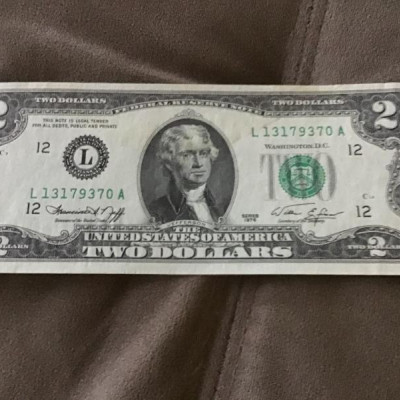 2 TWO DOLLARS FEDERAL RESERVE NOTE TWO DOLLARS 2
THIS NOTE IS LEGAL TENDER
FOR ALL DEBTS, PUBLIC AND PRIVATE
L 13179370 A
WASHINGTON, D.C.
12 L TWO 12
L 13179370 A
12 SERIES 1976 12
THE
UNITED STATES OF AMERICA
2 TWO DOLLARS 2